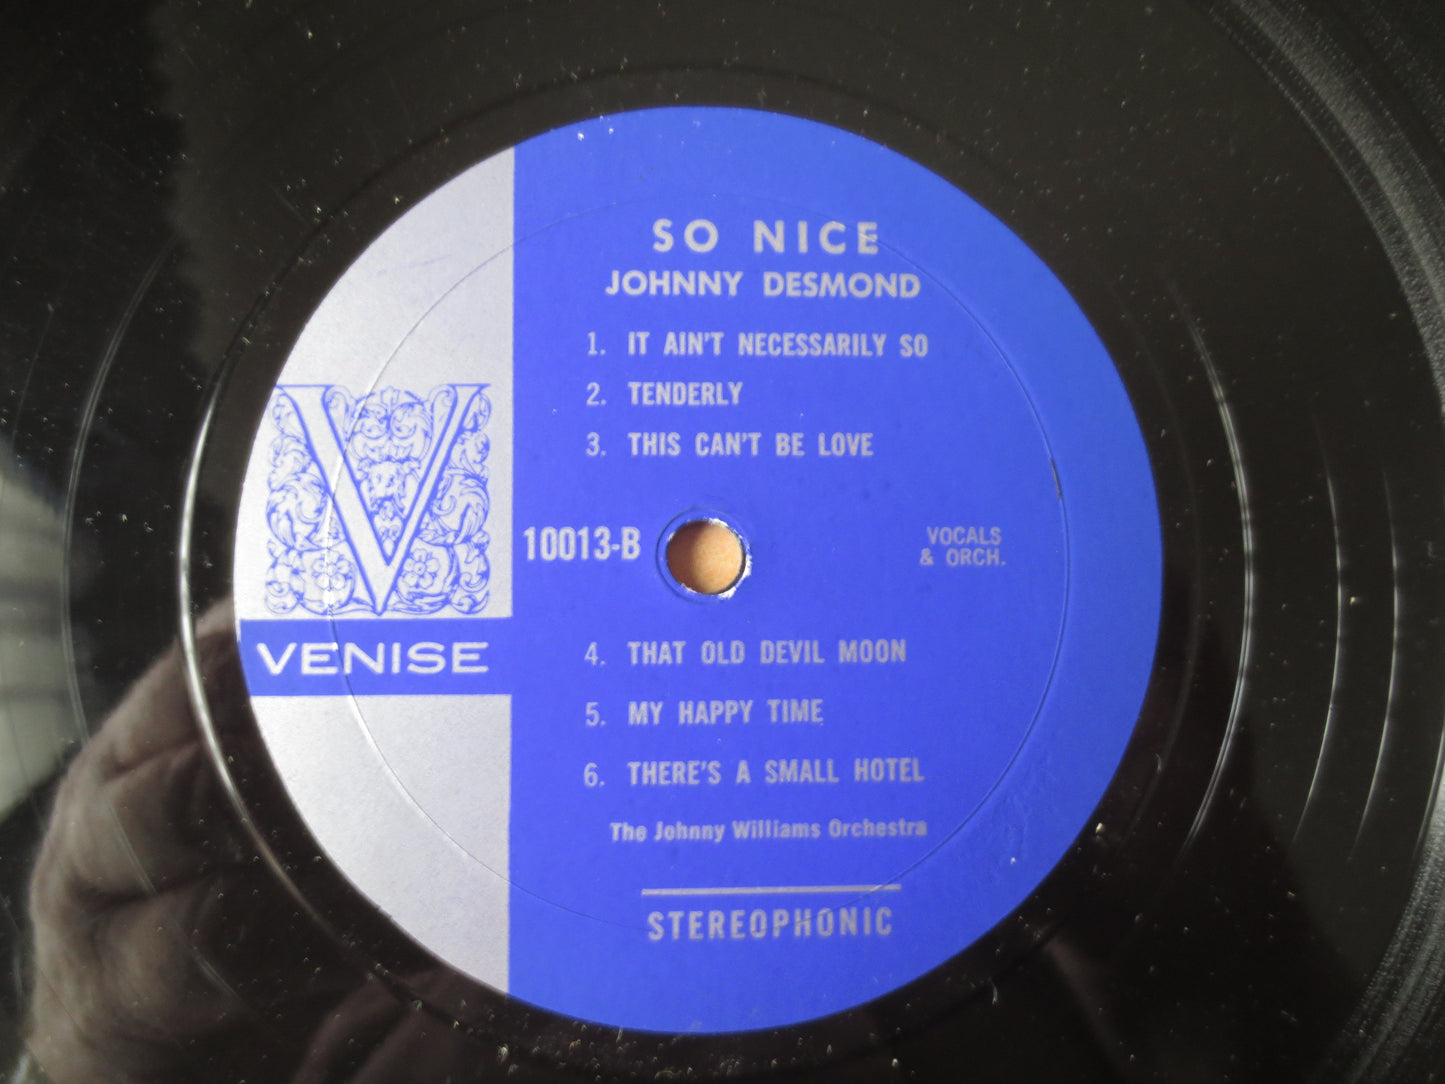 SO NICE
JOHNNY DESMOND
1. IT AIN'T NECESSARILY SO
2. TENDERLY
3. THIS CAN'T BE LOVE
V
10013-B
VOCALS
& ORCH.
VENISE
4. THAT OLD DEVIL MOON
5. MY HAPPY TIME
6. THERE'S A SMALL HOTEL
The Johnny Williams Orchestra
STEREOPHONIC